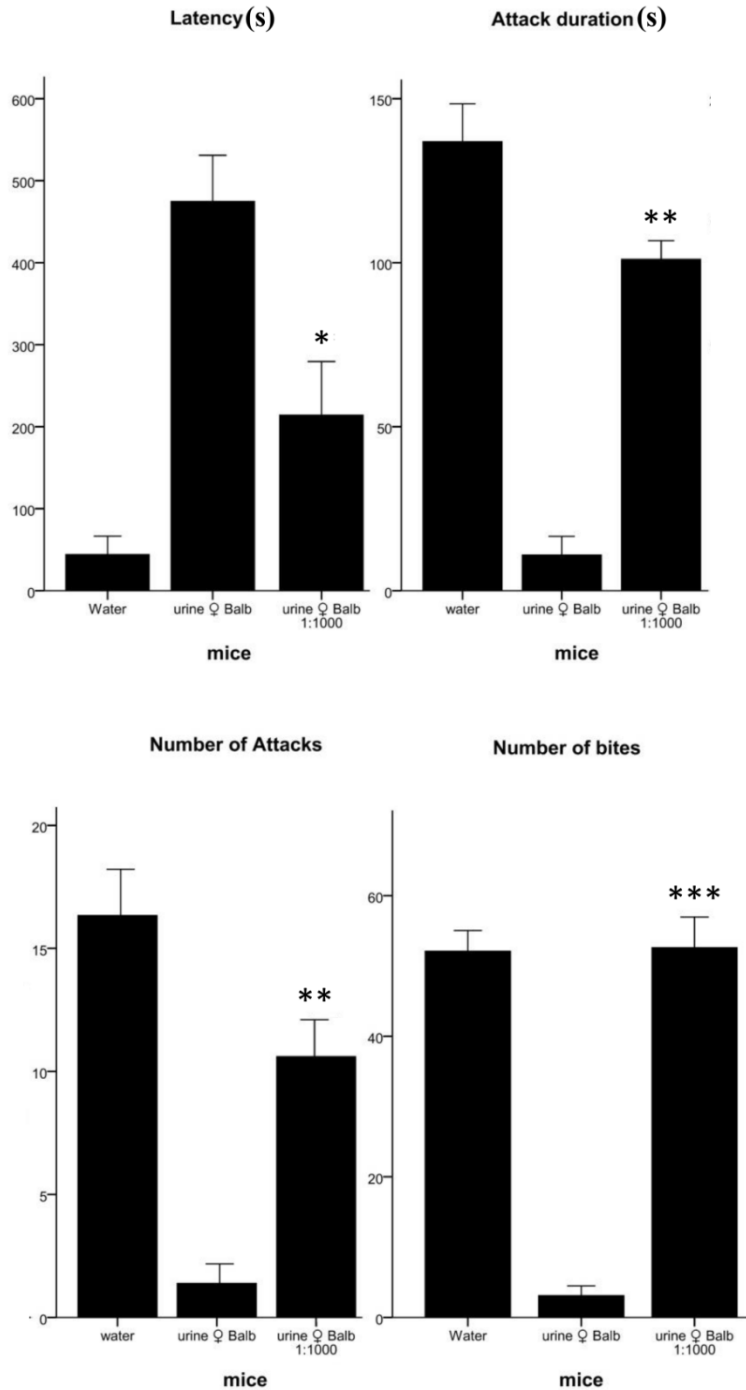 Latency(s)
600
500
400
300
200
100
0
*
Water
urine ♀ Balb
urine ♀ Balb
1:1000
mice
Attack duration(s)
150
100
50
0
**
water
urine ♀ Balb
urine ♀ Balb
1:1000
mice
Number of Attacks
20
15
10
5
0
**
water
urine ♀ Balb
urine ♀ Balb
1:1000
mice
Number of bites
60
40
20
0
***
Water
urine ♀ Balb
urine ♀ Balb
1:1000
mice